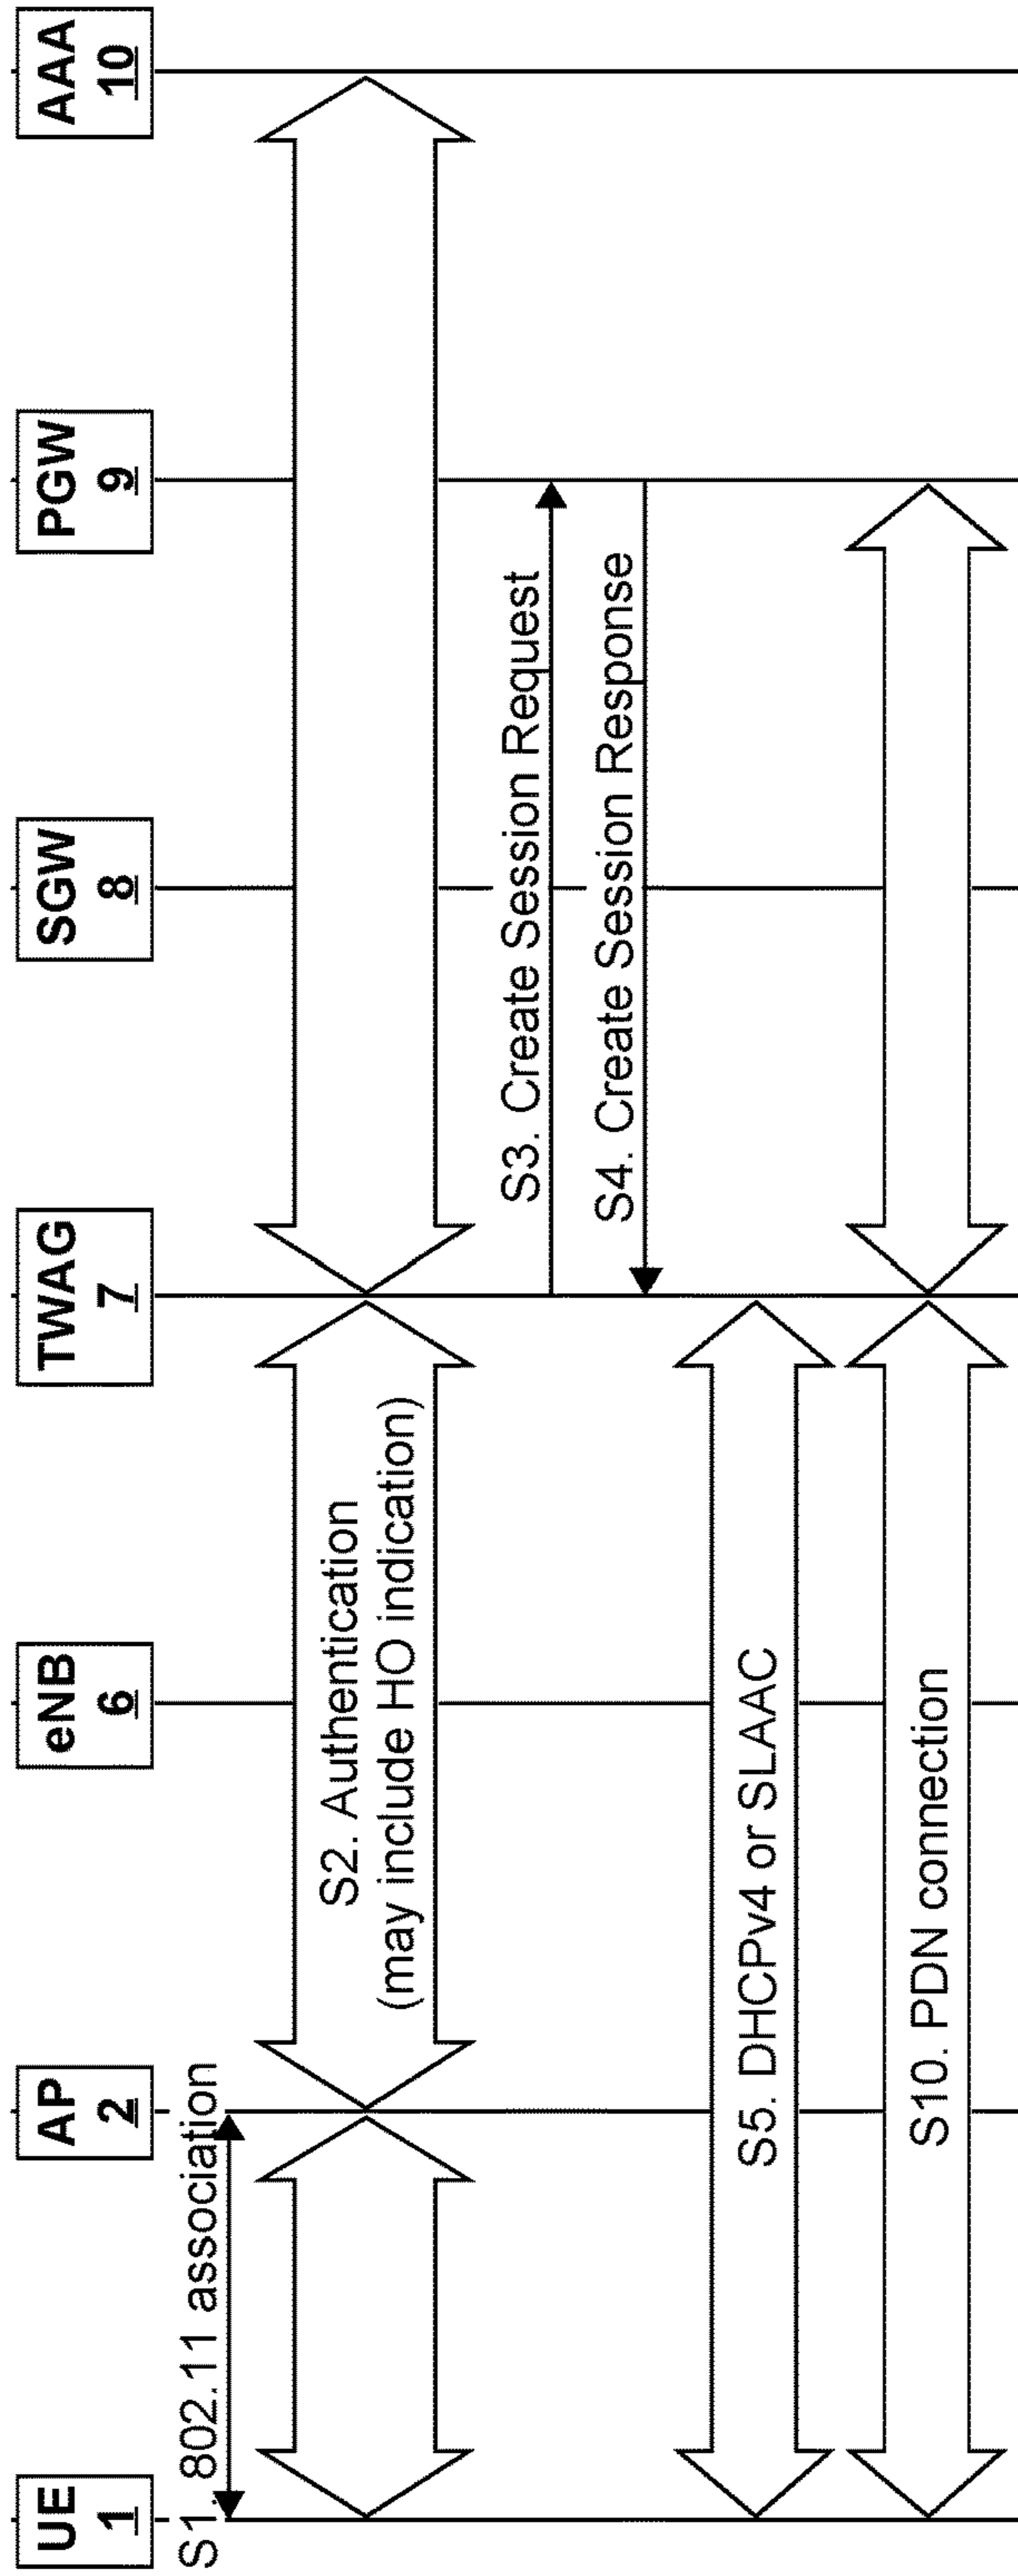 UE
1
AP
2
eNB
6
TWAG
7
SGW
8
PGW
9
AAA
10
S1. 802.11 association
S2. Authentication
(may include HO indication)
S3. Create Session Request
S4. Create Session Response
S5. DHCPv4 or SLAAC
S10. PDN connection